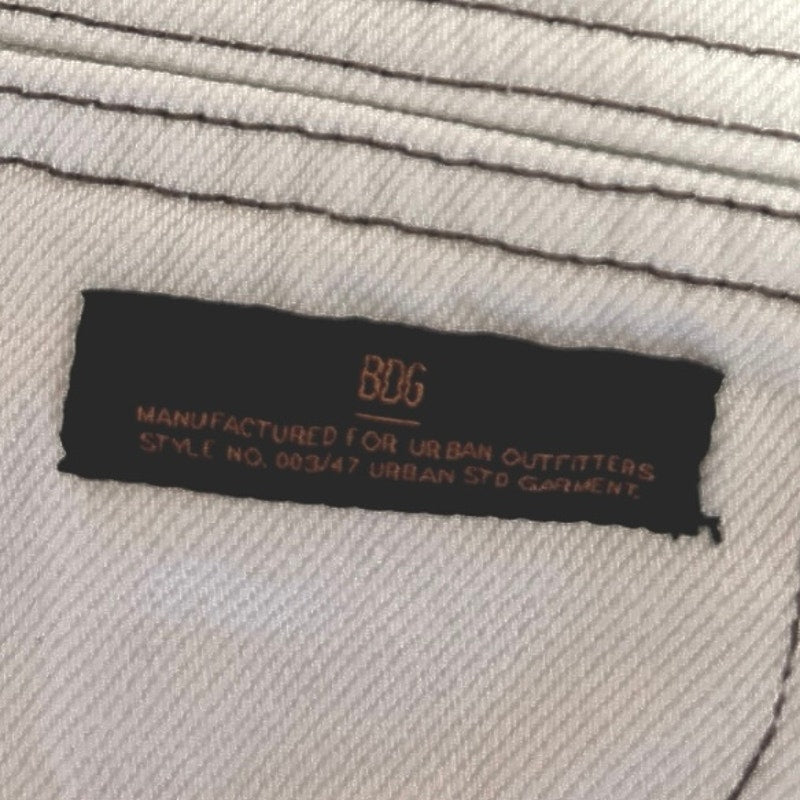 BDG
MANUFACTURED FOR URBAN OUTFITTERS
STYLE NO. 003/47 URBAN STD GARMENT.